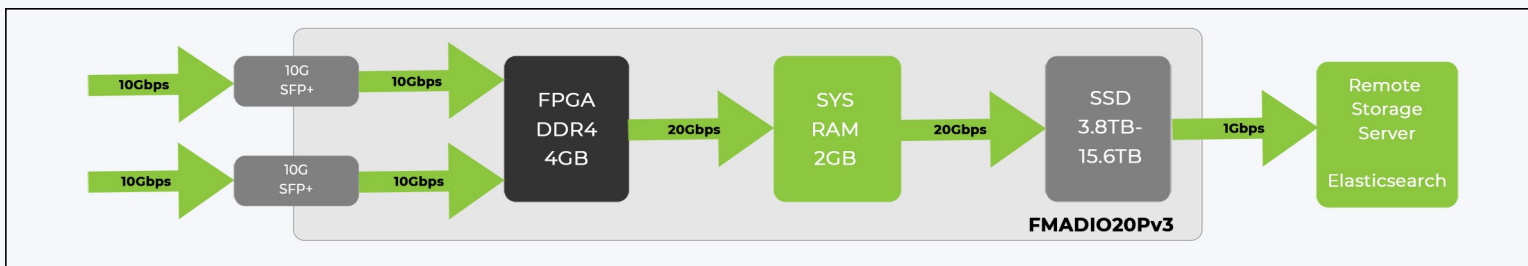 10Gbps
10G
SFP+
10Gbps
10Gbps
10G
SFP+
10Gbps
FPGA
DDR4
4GB
20Gbps
SYS
RAM
2GB
20Gbps
SSD
3.8TB-
15.6TB
1Gbps
Remote
Storage
Server
Elasticsearch
FMADIO20Pv3